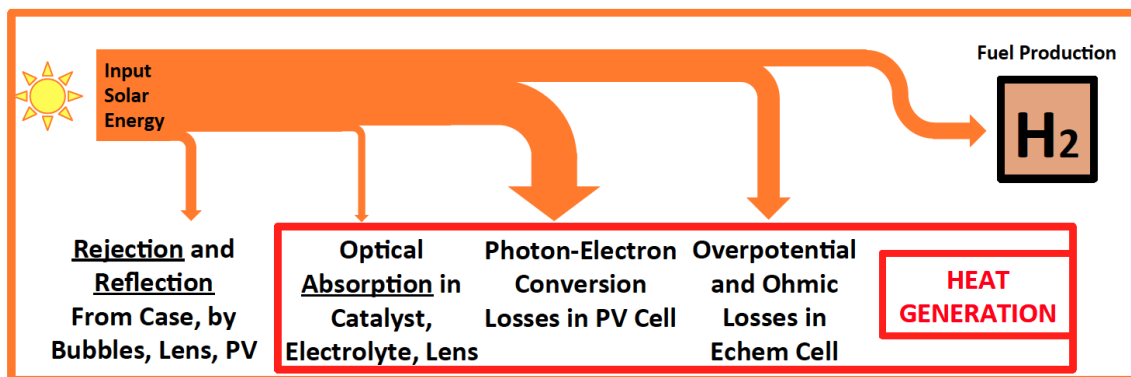 Input
Solar
Energy
Fuel Production
H2
Rejection and
Reflection
From Case, by
Bubbles, Lens, PV
Optical
Absorption in
Catalyst,
Electrolyte, Lens
Photon-Electron
Conversion
Losses in PV Cell
Overpotential
and Ohmic
Losses in
Echem Cell
HEAT
GENERATION